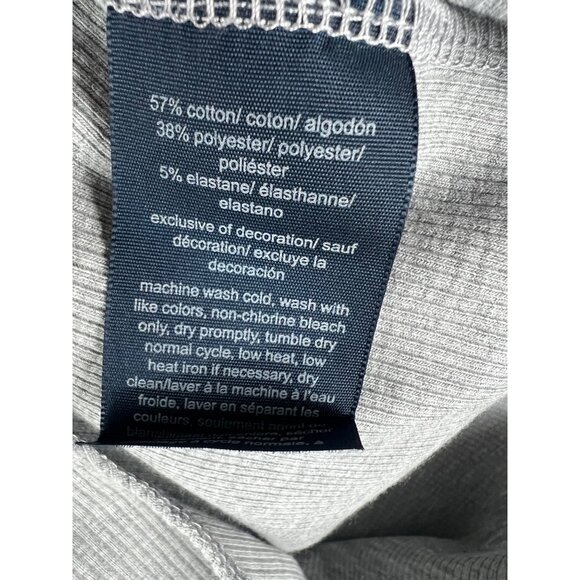 57% cotton/ coton/ algodón
38% polyester/ polyester/
poliéster
5% elastane/ élasthanne/
elastano
exclusive of decoration/ sauf
décoration/ excluye la
decoración
machine wash cold, wash with
like colors, non-chlorine bleach
only, dry promptly, tumble dry
normal cycle, low heat, low
heat iron if necessary, dry
clean/laver à la machine à l'eau
froide, laver en séparant les
couleurs, seulement
normale, à